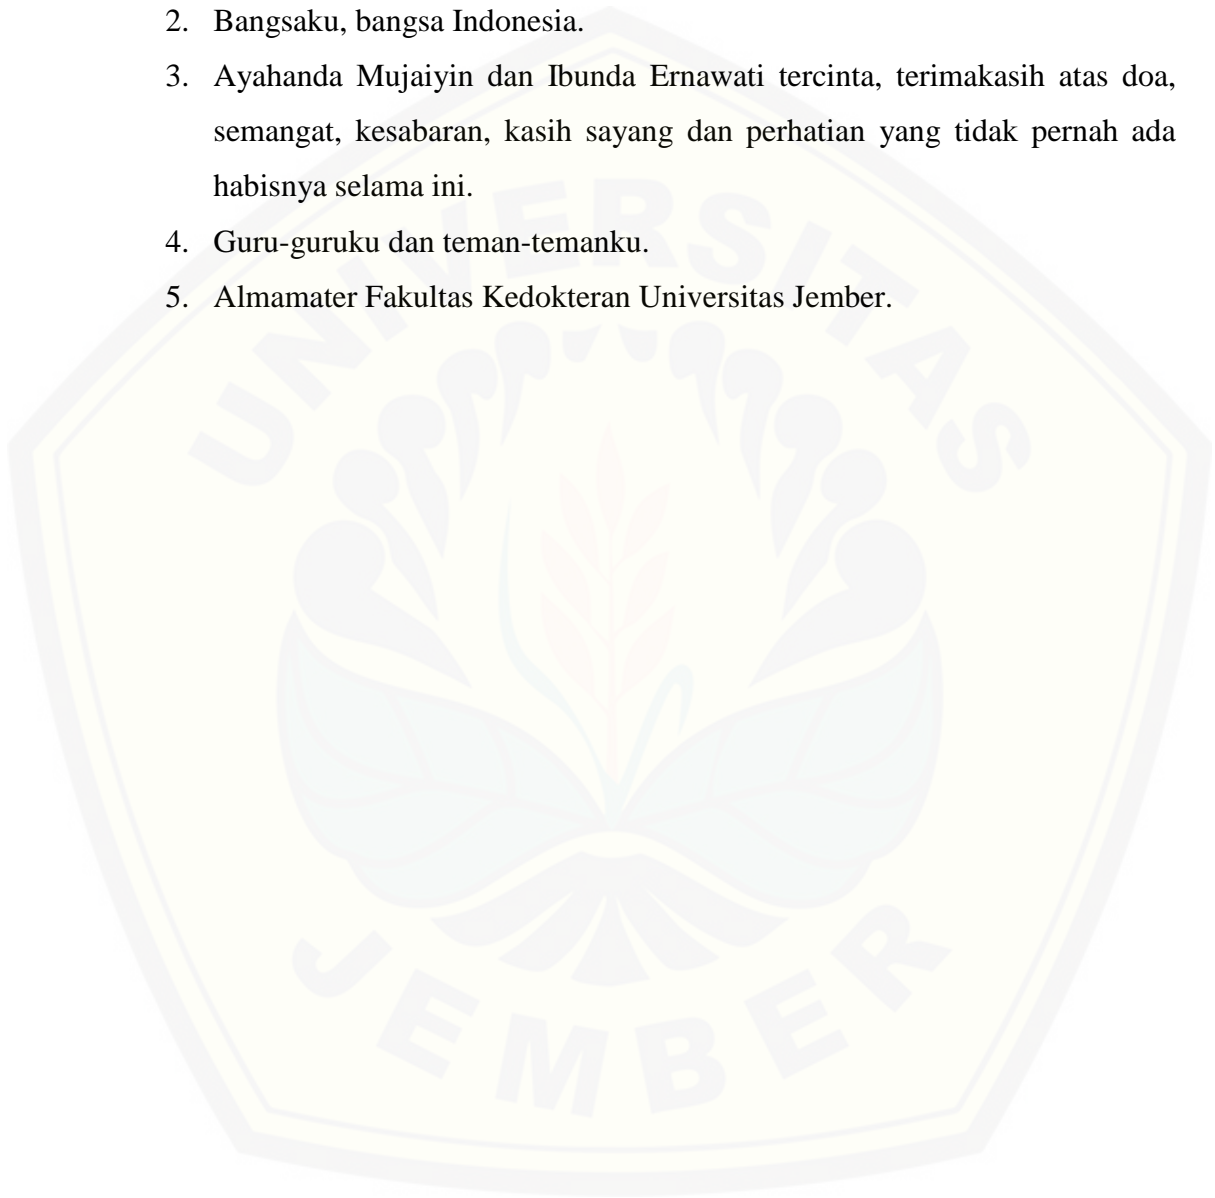 2. Bangsaku, bangsa Indonesia.
3. Ayahanda Mujaiyin dan Ibunda Ernawati tercinta, terimakasih atas doa,
semangat, kesabaran, kasih sayang dan perhatian yang tidak pernah ada
habisnya selama ini.
4. Guru-guruku dan teman-temanku.
5. Almamater Fakultas Kedokteran Universitas Jember.
UNIVERSITAS
JEMBER